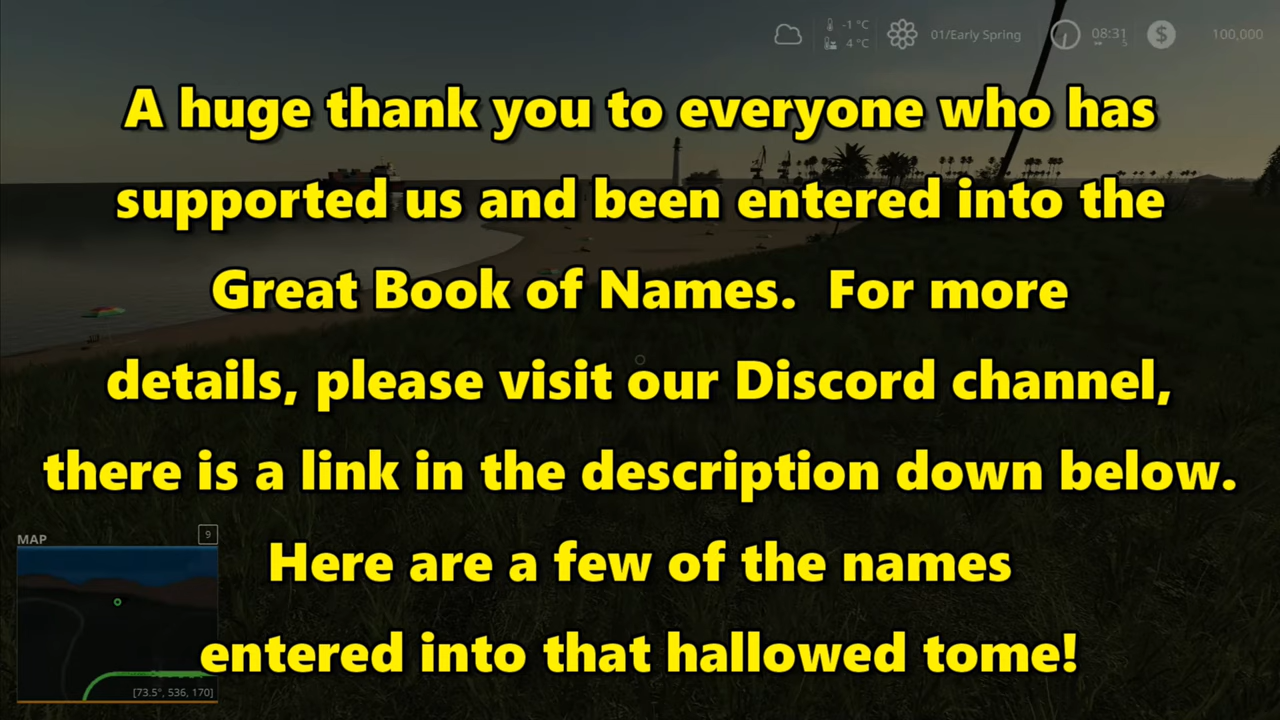 -1 °C
4 °C
01/Early Spring
08:31
5
100,000
A huge thank you to everyone who has
supported us and been entered into the
Great Book of Names.  For more
details, please visit our Discord channel,
there is a link in the description down below.
Here are a few of the names
entered into that hallowed tome!
MAP
9
[73.5°, 536, 170]